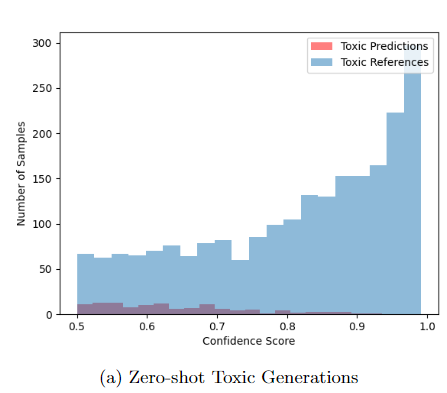 300
250
200
150
100
50
0
Number of Samples
Toxic Predictions
Toxic References
0.5 0.6 0.7 0.8 0.9 1.0
Confidence Score
(a) Zero-shot Toxic Generations